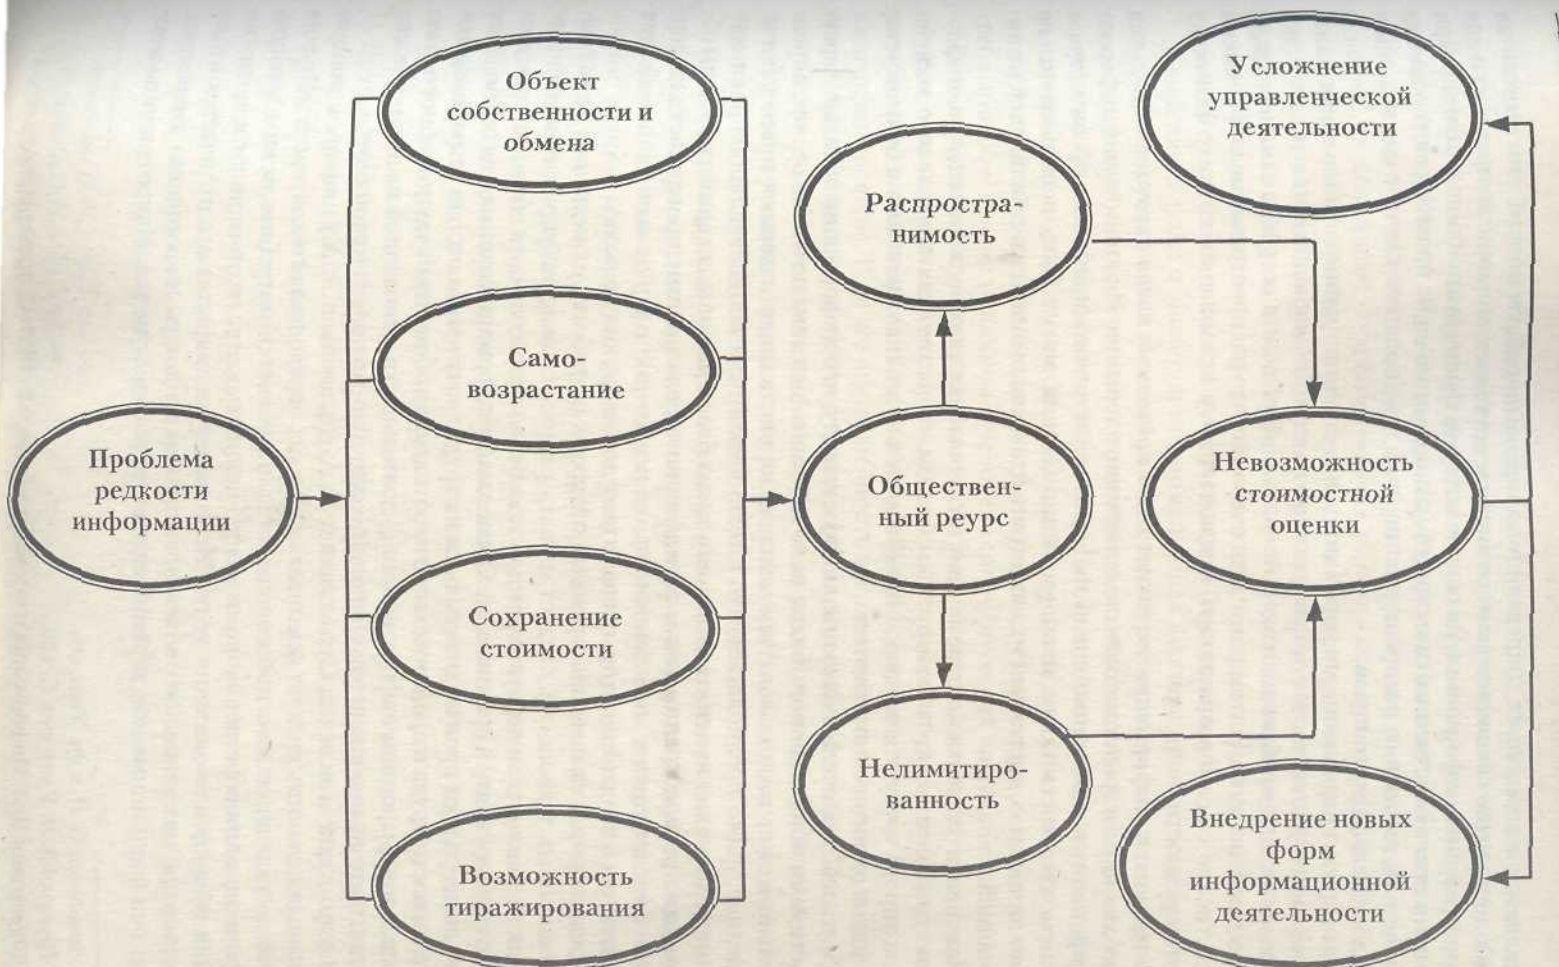 Проблема
редкости
информации
Объект
собственности и
обмена
Само-
возрастание
Сохранение
стоимости
Возможность
тиражирования
Распростра-
нимость
Обществен-
ный реурс
Нелимитиро-
ванность
Усложнение
управленческой
деятельности
Невозможность
стоимостной
оценки
Внедрение новых
форм
информационной
деятельности